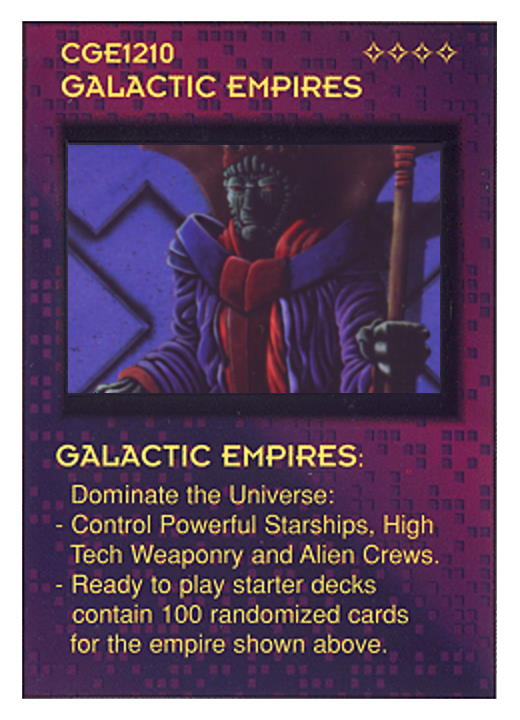 CGE1210
GALACTIC EMPIRES
GALACTIC EMPIRES:
Dominate the Universe:
- Control Powerful Starships, High
Tech Weaponry and Alien Crews.
- Ready to play starter decks
contain 100 randomized cards
for the empire shown above.